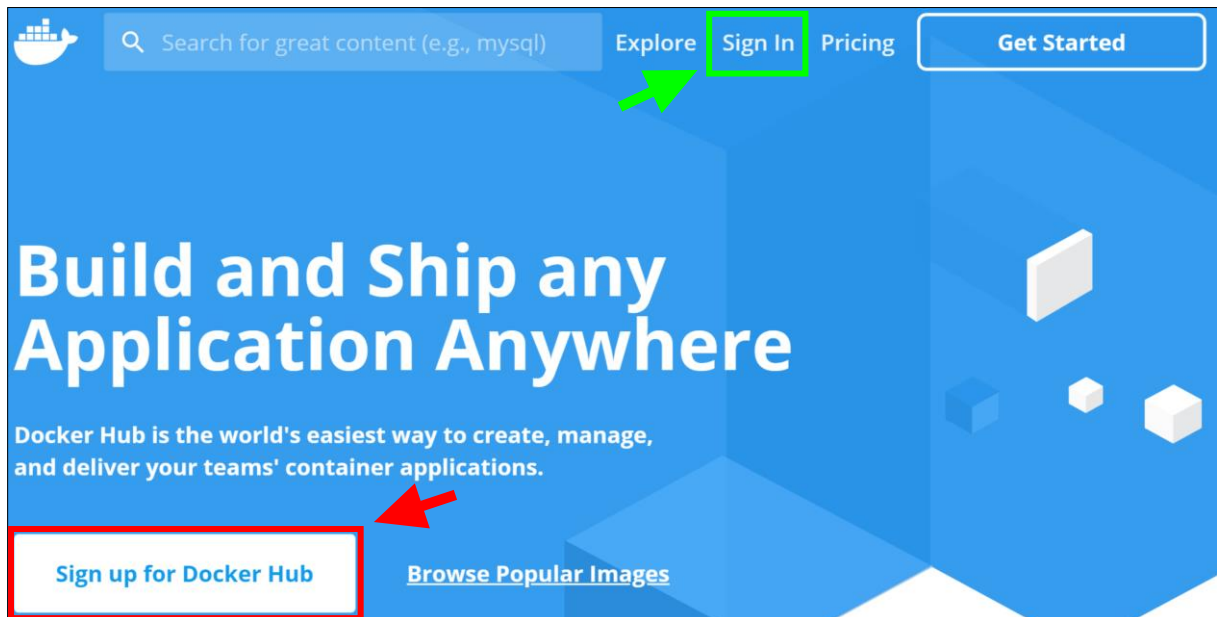 Search for great content (e.g., mysql) Explore Sign In Pricing Get Started
Build and Ship any
Application Anywhere
Docker Hub is the world's easiest way to create, manage,
and deliver your teams' container applications.
Sign up for Docker Hub Browse Popular Images